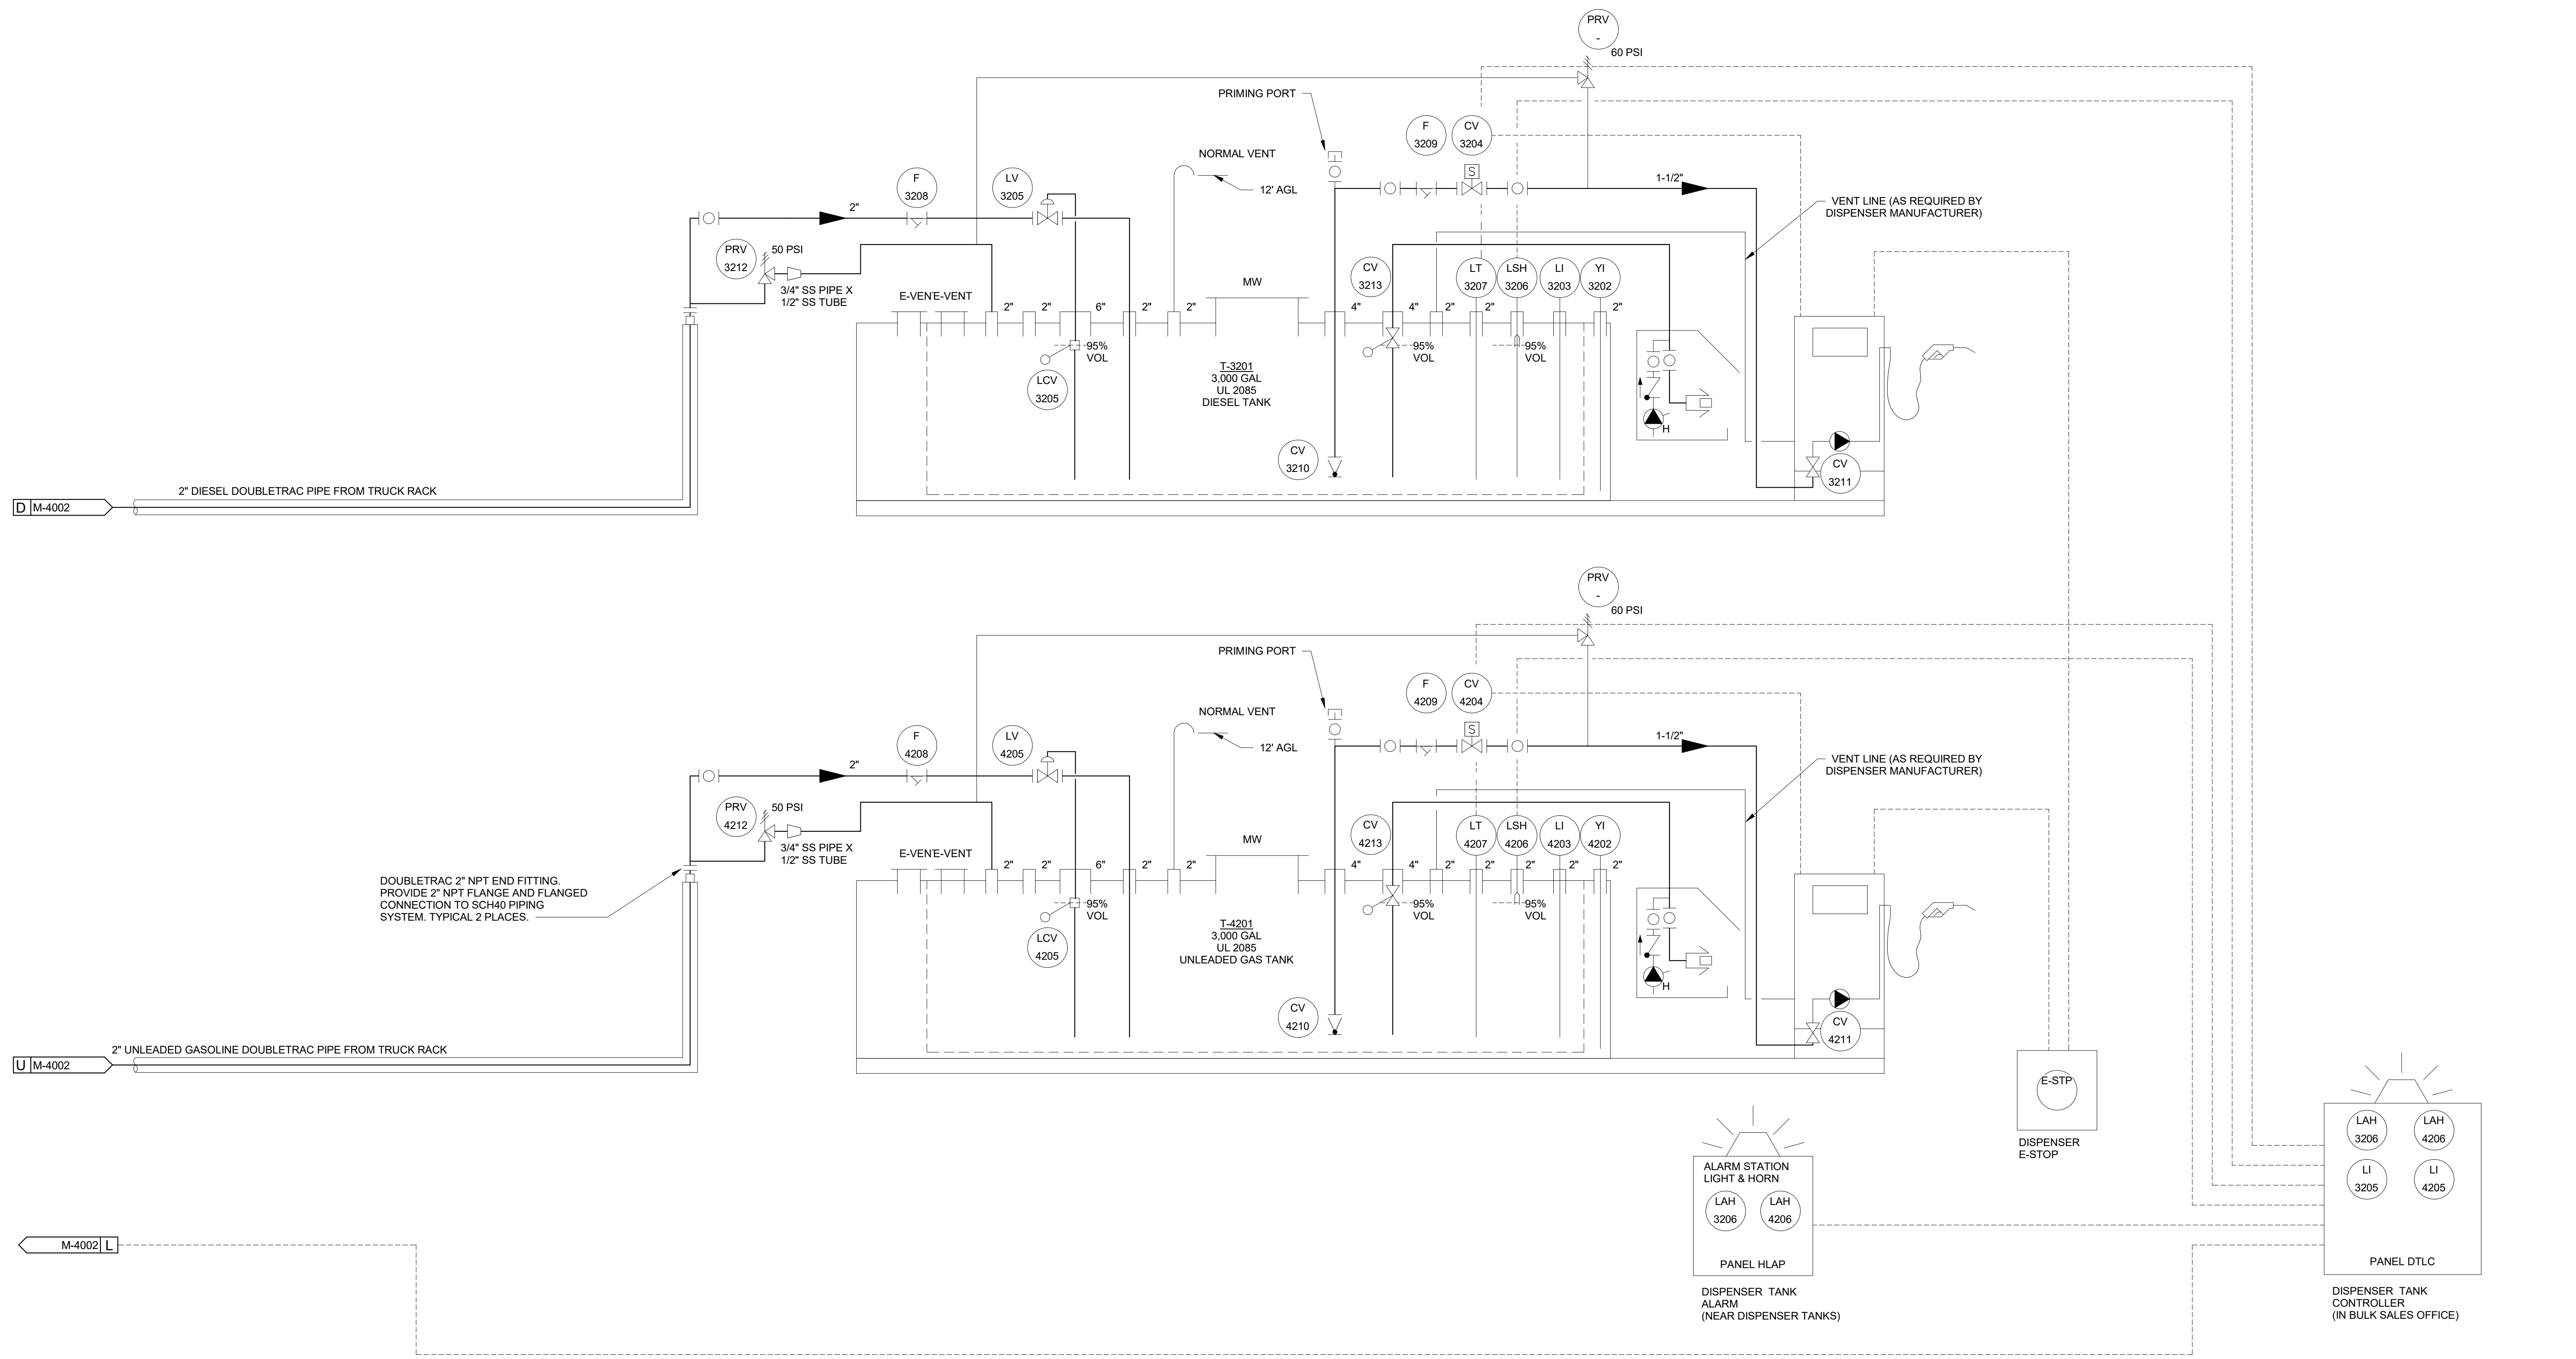 PRV
-
60 PSI
PRIMING PORT
F
3209
CV
3204
S
NORMAL VENT
12' AGL
F
3208
LV
3205
2"
1-1/2"
VENT LINE (AS REQUIRED BY
DISPENSER MANUFACTURER)
PRV
3212
50 PSI
3/4" SS PIPE X
1/2" SS TUBE
E-VENT
E-VENT
MW
CV
3213
LT
3207
LSH
3206
LI
3203
YI
3202
2"
2"
6"
2"
2"
4"
4"
2"
2"
2"
2"
2"
95%
VOL
95%
VOL
95%
VOL
LCV
3205
T-3201
3,000 GAL
UL 2085
DIESEL TANK
H
CV
3210
CV
3211
2" DIESEL DOUBLETRAC PIPE FROM TRUCK RACK
D M-4002
PRV
-
60 PSI
PRIMING PORT
F
4209
CV
4204
S
NORMAL VENT
12' AGL
F
4208
LV
4205
2"
1-1/2"
VENT LINE (AS REQUIRED BY
DISPENSER MANUFACTURER)
PRV
4212
50 PSI
3/4" SS PIPE X
1/2" SS TUBE
E-VENT
E-VENT
MW
CV
4213
LT
4207
LSH
4206
LI
4203
YI
4202
2"
2"
6"
2"
2"
4"
4"
2"
2"
2"
2"
2"
95%
VOL
95%
VOL
95%
VOL
DOUBLETRAC 2" NPT END FITTING.
PROVIDE 2" NPT FLANGE AND FLANGED
CONNECTION TO SCH40 PIPING
SYSTEM. TYPICAL 2 PLACES.
LCV
4205
T-4201
3,000 GAL
UL 2085
UNLEADED GAS TANK
H
CV
4210
CV
4211
2" UNLEADED GASOLINE DOUBLETRAC PIPE FROM TRUCK RACK
U M-4002
E-STP
DISPENSER
E-STOP
ALARM STATION
LIGHT & HORN
LAH
3206
LAH
4206
PANEL HLAP
DISPENSER TANK
ALARM
(NEAR DISPENSER TANKS)
LAH
3206
LAH
4206
LI
3205
LI
4205
PANEL DTLC
DISPENSER TANK
CONTROLLER
(IN BULK SALES OFFICE)
M-4002 L